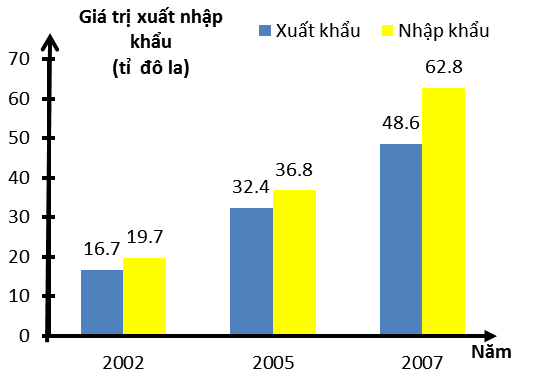 Giá trị xuất nhập
khẩu
(tỉ đô la)
Xuất khẩu
Nhập khẩu
70
60
50
40
30
20
10
0
16.7
19.7
32.4
36.8
48.6
62.8
2002
2005
2007
Năm